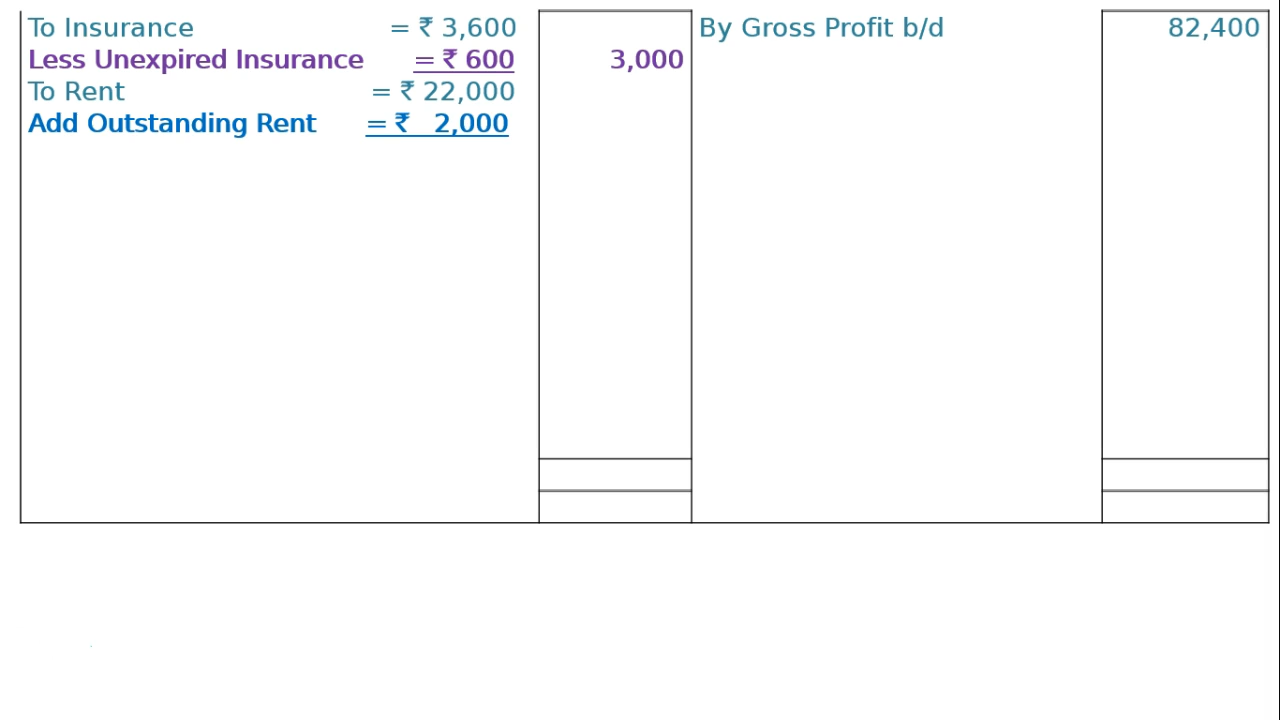 To Insurance = ₹ 3,600 By Gross Profit b/d 82,400
Less Unexpired Insurance = ₹ 600 3,000
To Rent = ₹ 22,000
Add Outstanding Rent = ₹ 2,000